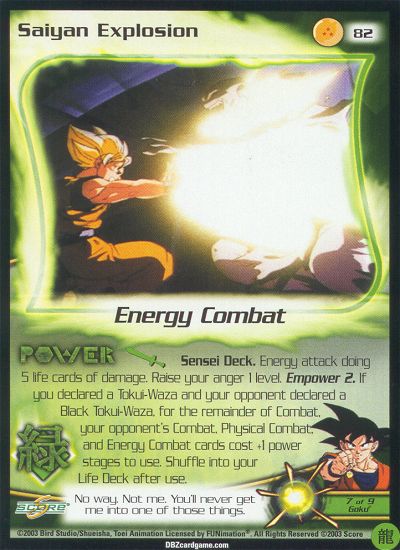 Saiyan Explosion 82
Energy Combat
POWER Sensei Deck. Energy attack doing
5 life cards of damage. Raise your anger 1 level. Empower 2. If
you declared a Tokui-Waza and your opponent declared a
Black Tokui-Waza, for the remainder of Combat,
your opponent's Combat, Physical Combat,
and Energy Combat cards cost +1 power
stages to use. Shuffle into your
Life Deck after use.
緑
No way. Not me. You'll never get
me into one of those things.
SCORE
7 of 9
Goku
龍
©2003 Bird Studio/Shueisha, Toei Animation Licensed by FUNimation®. All Rights Reserved ©2003 Score
DBZcardgame.com